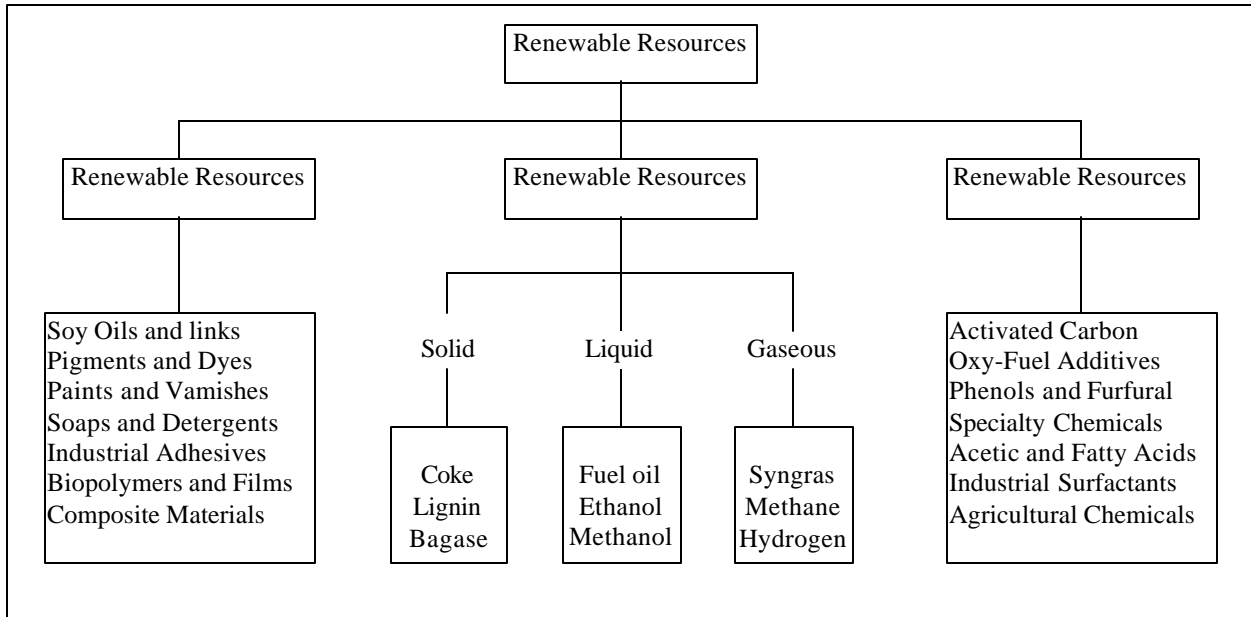 Renewable Resources
Renewable Resources
Renewable Resources
Renewable Resources
Soy Oils and links
Pigments and Dyes
Paints and Vamishes
Soaps and Detergents
Industrial Adhesives
Biopolymers and Films
Composite Materials
Solid
Liquid
Gaseous
Coke
Lignin
Bagase
Fuel oil
Ethanol
Methanol
Syngras
Methane
Hydrogen
Activated Carbon
Oxy-Fuel Additives
Phenols and Furfural
Specialty Chemicals
Acetic and Fatty Acids
Industrial Surfactants
Agricultural Chemicals